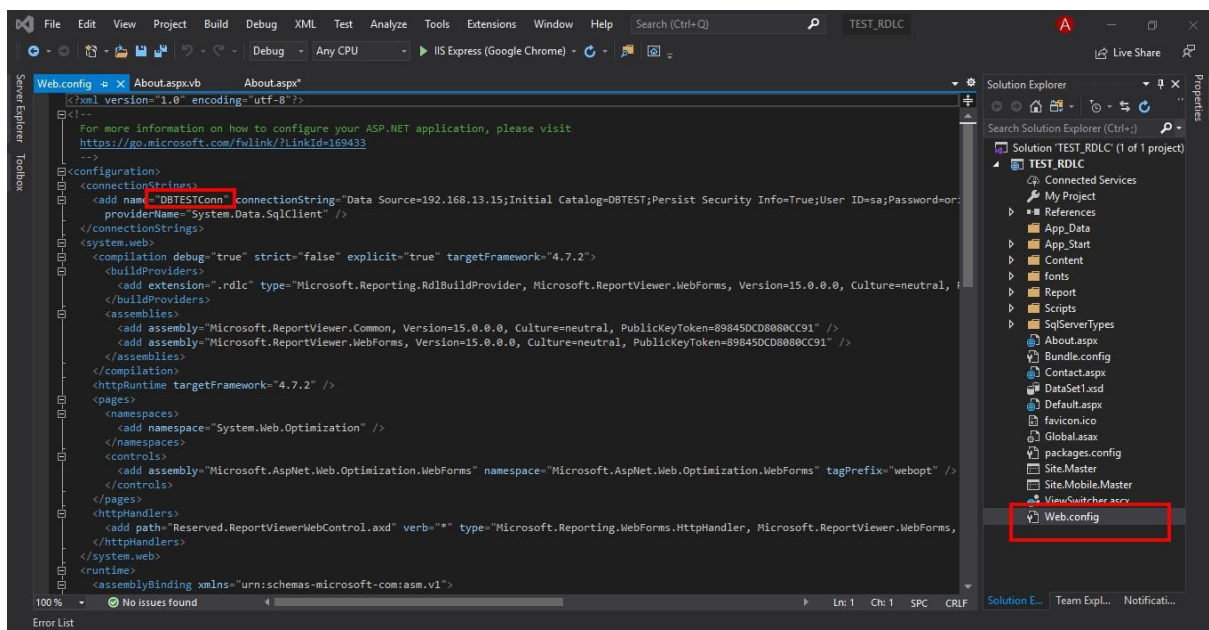 File Edit View Project Build Debug XML Test Analyze Tools Extensions Window Help Search (Ctrl+Q) TEST_RDLC A
Debug Any CPU IIS Express (Google Chrome) Live Share
Server Explorer
Toolbox
Web.config About.aspx.vb About.aspx*
<?xml version="1.0" encoding="utf-8"?>
<!--
For more information on how to configure your ASP.NET application, please visit
https://go.microsoft.com/fwlink/?LinkId=169433
-->
<configuration>
<connectionStrings>
<add name="DBTESTConn" connectionString="Data Source=192.168.13.15;Initial Catalog=DBTEST;Persist Security Info=True;User ID=sa;Password=or
providerName="System.Data.SqlClient" />
</connectionStrings>
<system.web>
<compilation debug="true" strict="false" explicit="true" targetFramework="4.7.2">
<buildProviders>
<add extension=".rdlc" type="Microsoft.Reporting.RdlBuildProvider, Microsoft.ReportViewer.WebForms, Version=15.0.0.0, Culture=neutral,
</buildProviders>
<assemblies>
<add assembly="Microsoft.ReportViewer.Common, Version=15.0.0.0, Culture=neutral, PublicKeyToken=89845DCD8080CC91" />
<add assembly="Microsoft.ReportViewer.WebForms, Version=15.0.0.0, Culture=neutral, PublicKeyToken=89845DCD8080CC91" />
</assemblies>
</compilation>
<httpRuntime targetFramework="4.7.2" />
<pages>
<namespaces>
<add namespace="System.Web.Optimization" />
</namespaces>
<controls>
<add assembly="Microsoft.AspNet.Web.Optimization.WebForms" namespace="Microsoft.AspNet.Web.Optimization.WebForms" tagPrefix="webopt" />
</controls>
</pages>
<httpHandlers>
<add path="Reserved.ReportViewerWebControl.axd" verb="*" type="Microsoft.Reporting.WebForms.HttpHandler, Microsoft.ReportViewer.WebForms,
</httpHandlers>
</system.web>
<runtime>
<assemblyBinding xmlns="urn:schemas-microsoft-com:asm.v1">
100 % No issues found Ln: 1 Ch: 1 SPC CRLF
Error List
Solution Explorer
Search Solution Explorer (Ctrl+;)
Solution 'TEST_RDLC' (1 of 1 project)
TEST_RDLC
Connected Services
My Project
References
App_Data
App_Start
Content
fonts
Report
Scripts
SqlServerTypes
About.aspx
Bundle.config
Contact.aspx
DataSet1.xsd
Default.aspx
favicon.ico
Global.asax
packages.config
Site.Master
Site.Mobile.Master
ViewSwitcher.ascx
Web.config
Solution E... Team Expl... Notificati...
Properties